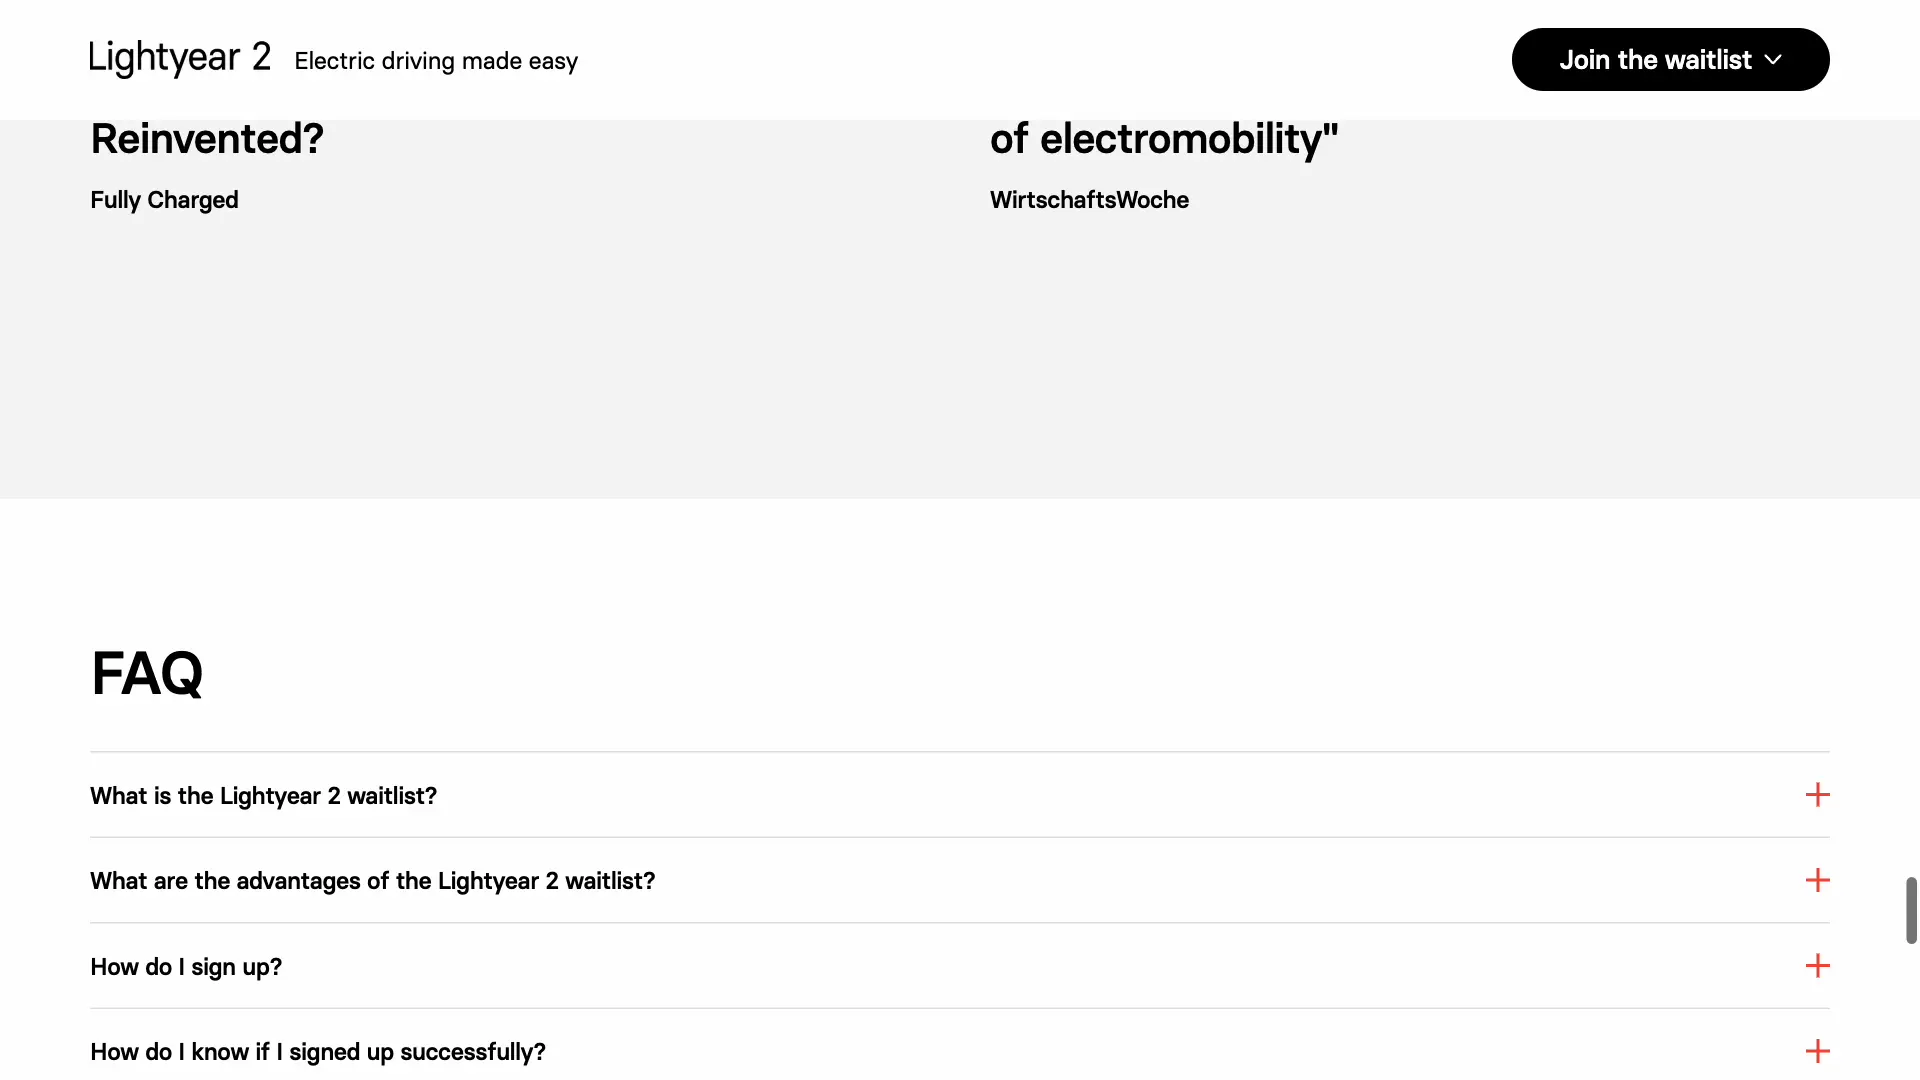 Lightyear 2 Electric driving made easy
Join the waitlist
Reinvented?
Fully Charged
of electromobility"
WirtschaftsWoche
FAQ
What is the Lightyear 2 waitlist?
What are the advantages of the Lightyear 2 waitlist?
How do I sign up?
How do I know if I signed up successfully?